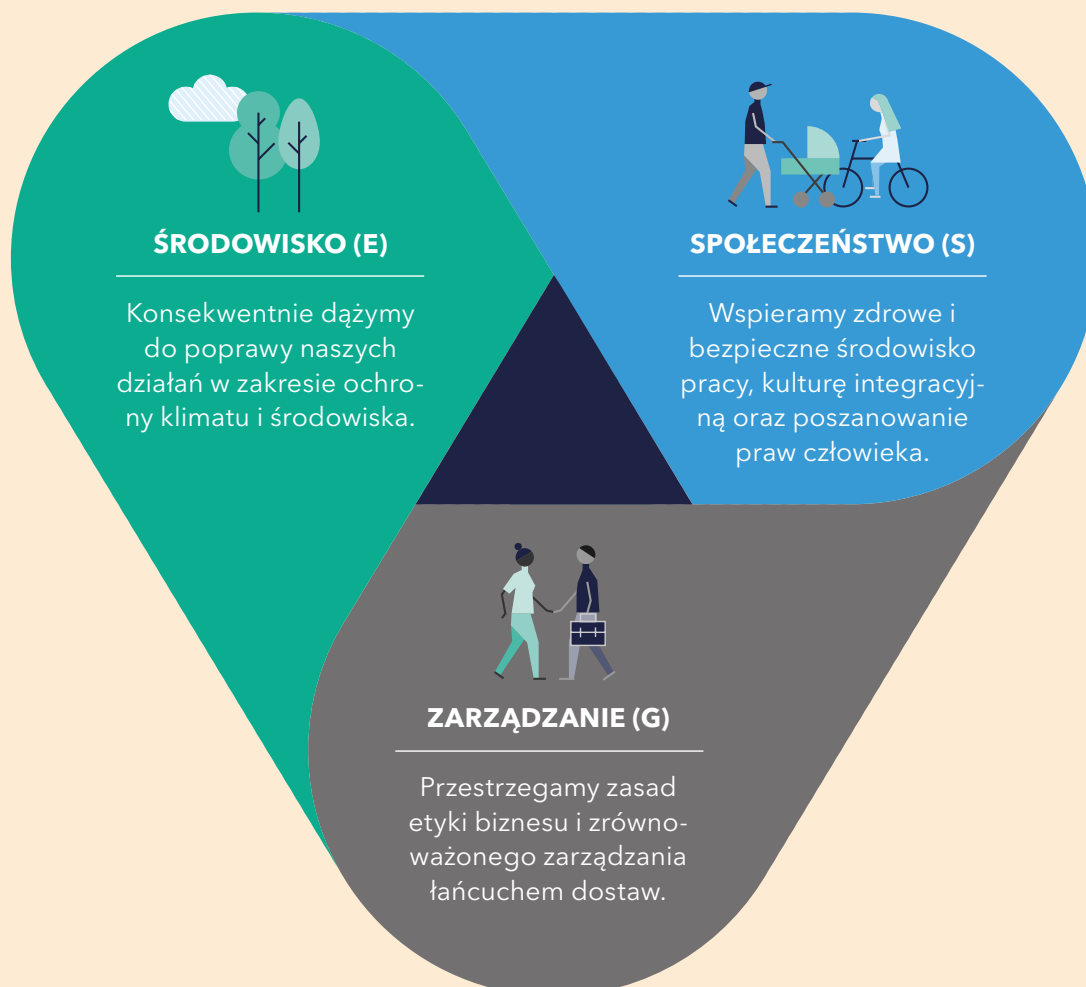 ŚRODOWISKO (E)
Konsekwentnie dążymy
do poprawy naszych
działań w zakresie ochro-
ny klimatu i środowiska.
SPOŁECZEŃSTWO (S)
Wspieramy zdrowe i
bezpieczne środowisko
pracy, kulturę integracyj-
ną oraz poszanowanie
praw człowieka.
ZARZĄDZANIE (G)
Przestrzegamy zasad
etyki biznesu i zrówno-
ważonego zarządzania
łańcuchem dostaw.